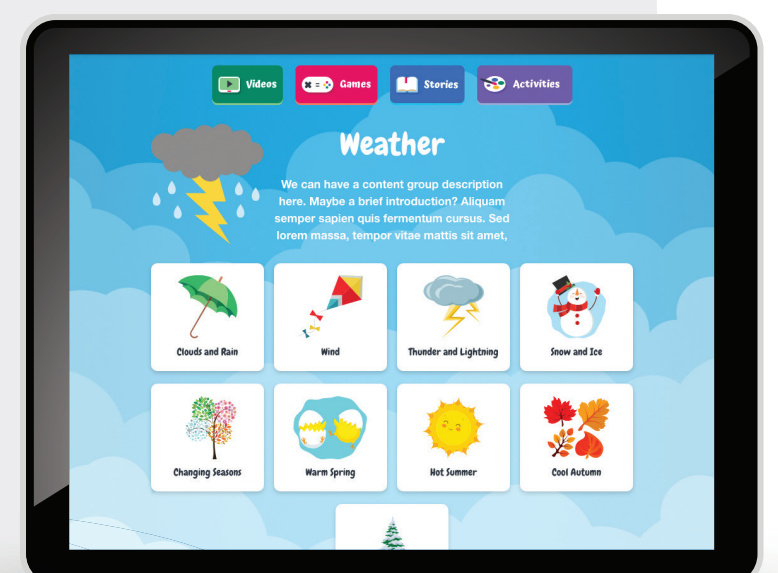 Videos
Games
Stories
Activities
Weather
We can have a content group description
here. Maybe a brief introduction? Aliquam
semper sapien quis fermentum cursus. Sed
lorem massa, tempor vitae mattis sit amet,
Clouds and Rain
Wind
Thunder and Lightning
Snow and Ice
Changing Seasons
Warm Spring
Hot Summer
Cool Autumn